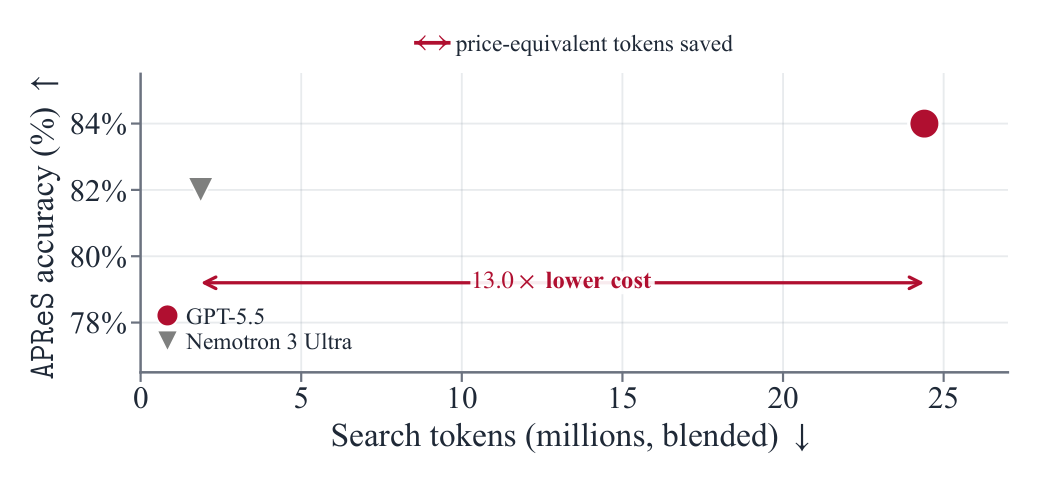 price-equivalent tokens saved
APReS accuracy (%) ↑
84%
82%
80%
78%
13.0 × lower cost
GPT-5.5
Nemotron 3 Ultra
0 5 10 15 20 25
Search tokens (millions, blended) ↓